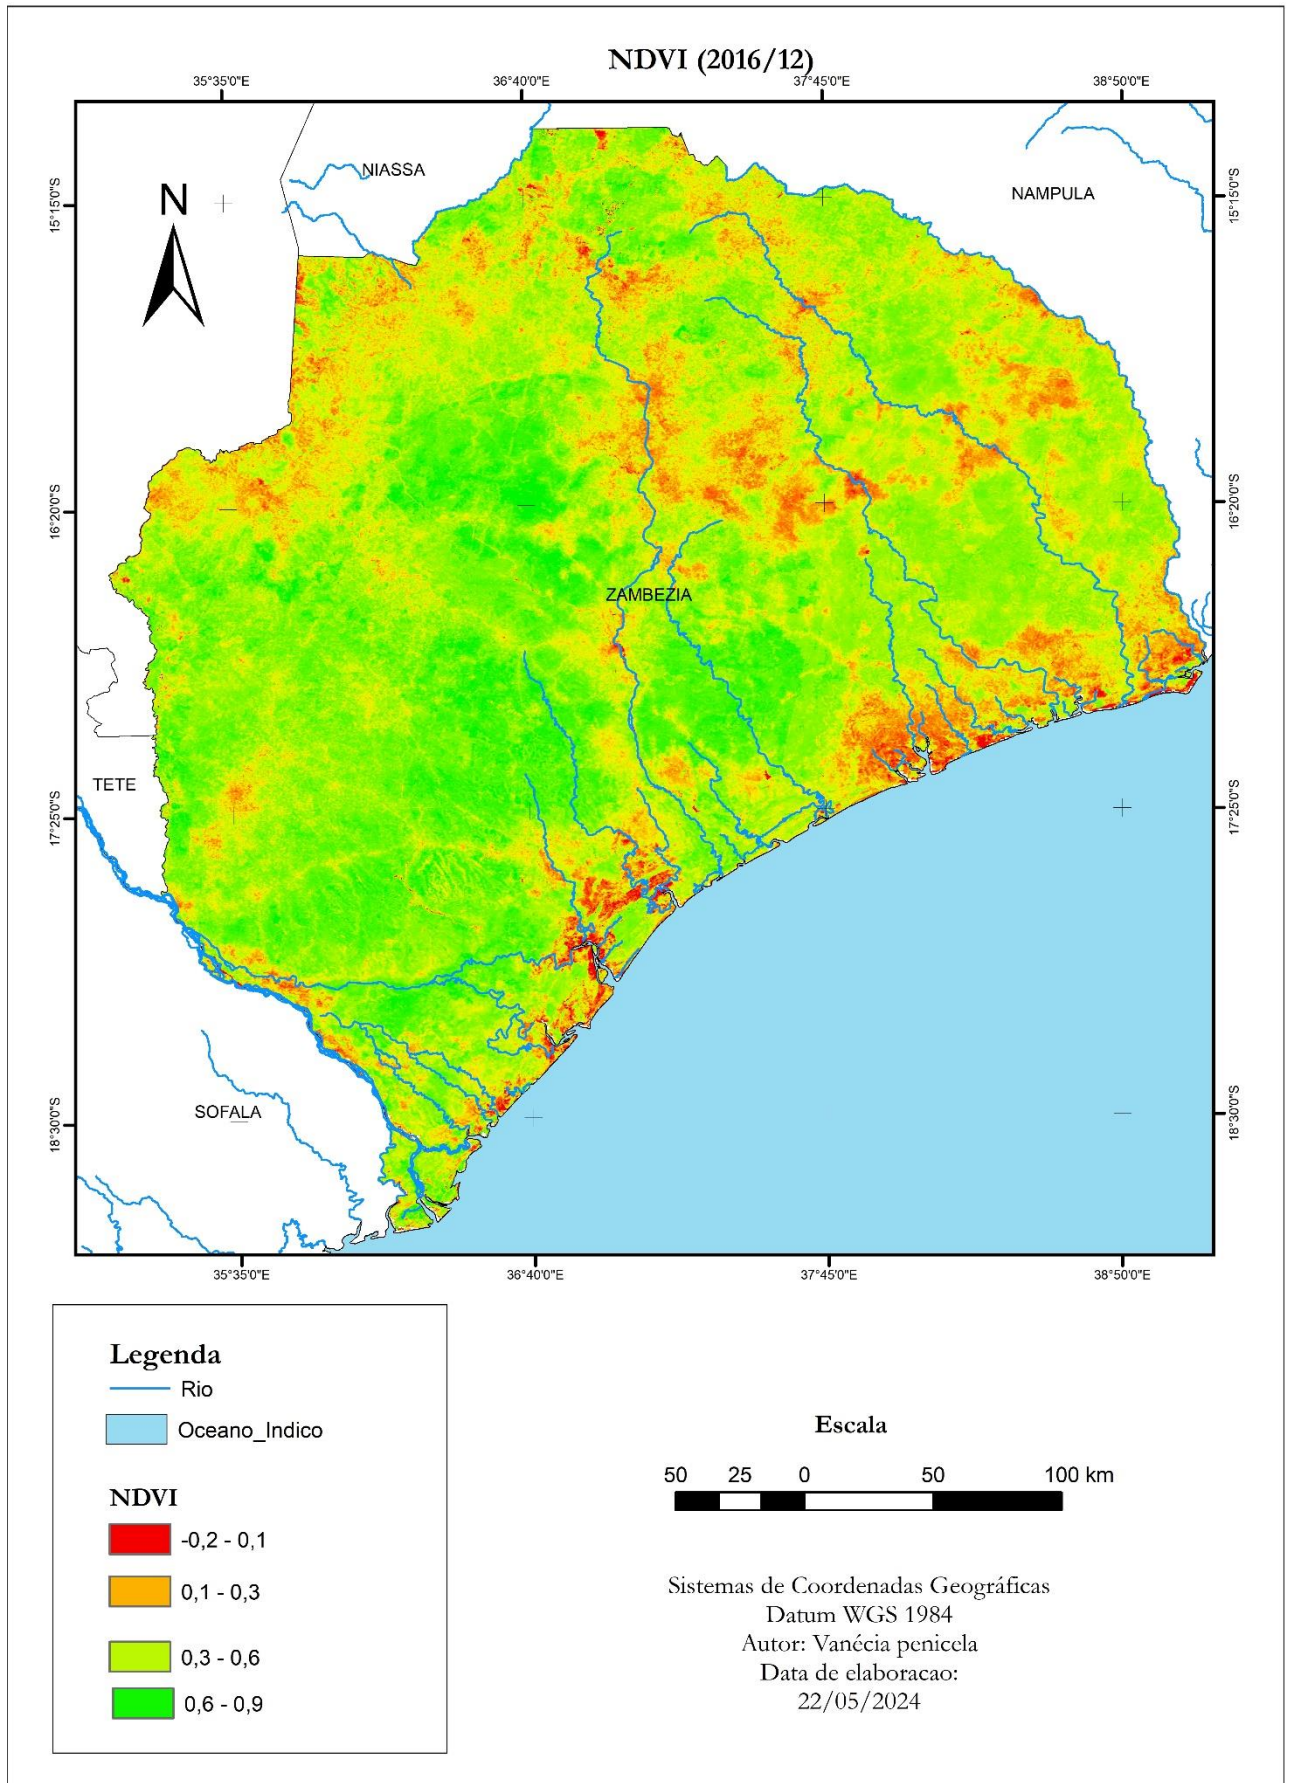 NDVI (2016/12)
35°35'0"E 36°40'0"E 37°45'0"E 38°50'0"E
NIASSA
NAMPULA
N
15°15'0"S 15°15'0"S
16°20'0"S 16°20'0"S
ZAMBEZIA
TETE
17°25'0"S 17°25'0"S
SOFALA
18°30'0"S 18°30'0"S
35°35'0"E 36°40'0"E 37°45'0"E 38°50'0"E
Legenda
Rio
Oceano_Indico
NDVI
-0,2 - 0,1
0,1 - 0,3
0,3 - 0,6
0,6 - 0,9
Escala
50 25 0 50 100 km
Sistemas de Coordenadas Geográficas
Datum WGS 1984
Autor: Vanécia penicela
Data de elaboracao:
22/05/2024